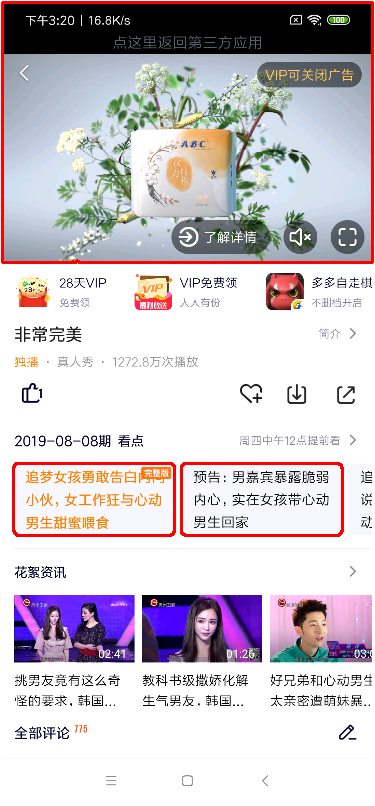 下午3:20 | 16.8K/s
100
点这里返回第三方应用
VIP可关闭广告
ABC
了解详情
28天VIP
免费领
VIP
VIP免费领
人人有份
多多自走棋
不删档开启
非常完美
简介
独播 · 真人秀 · 1272.8万次播放
1
2019-08-08期 看点
周四中午12点提前看
完整版
追梦女孩勇敢告白
小伙，女工作狂与心动
男生甜蜜喂食
预告：男嘉宾暴露脆弱
内心，实在女孩带心动
男生回家
追
说
动
花絮资讯
02:41
01:26
03:0
挑男友竟有这么奇
怪的要求，韩国...
教科书级撒娇化解
生气男友，韩国...
好兄弟和心动男生
太亲密遭萌妹暴...
全部评论 775